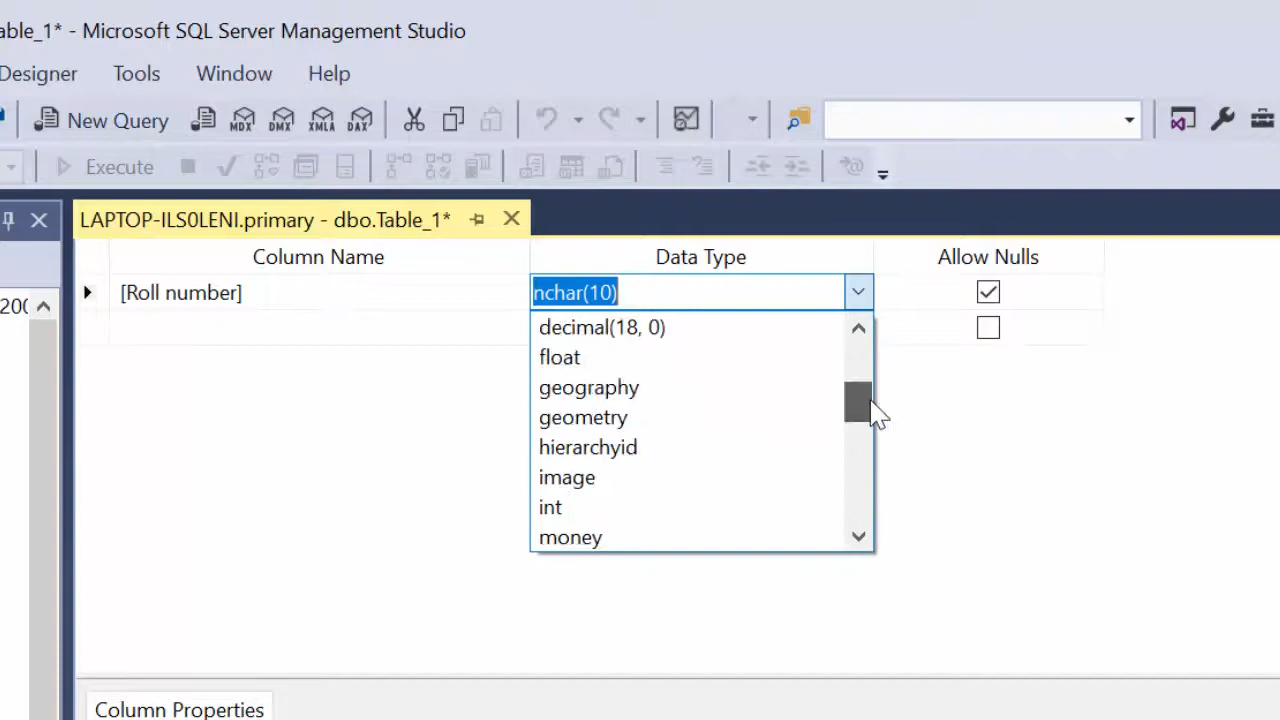 able_1* - Microsoft SQL Server Management Studio
Designer Tools Window Help
New Query MDX DMX XMLA DAX
Execute
LAPTOP-ILS0LENI.primary - dbo.Table_1*
Column Name Data Type Allow Nulls
[Roll number] nchar(10)
200
decimal(18, 0)
float
geography
geometry
hierarchyid
image
int
money
Column Properties